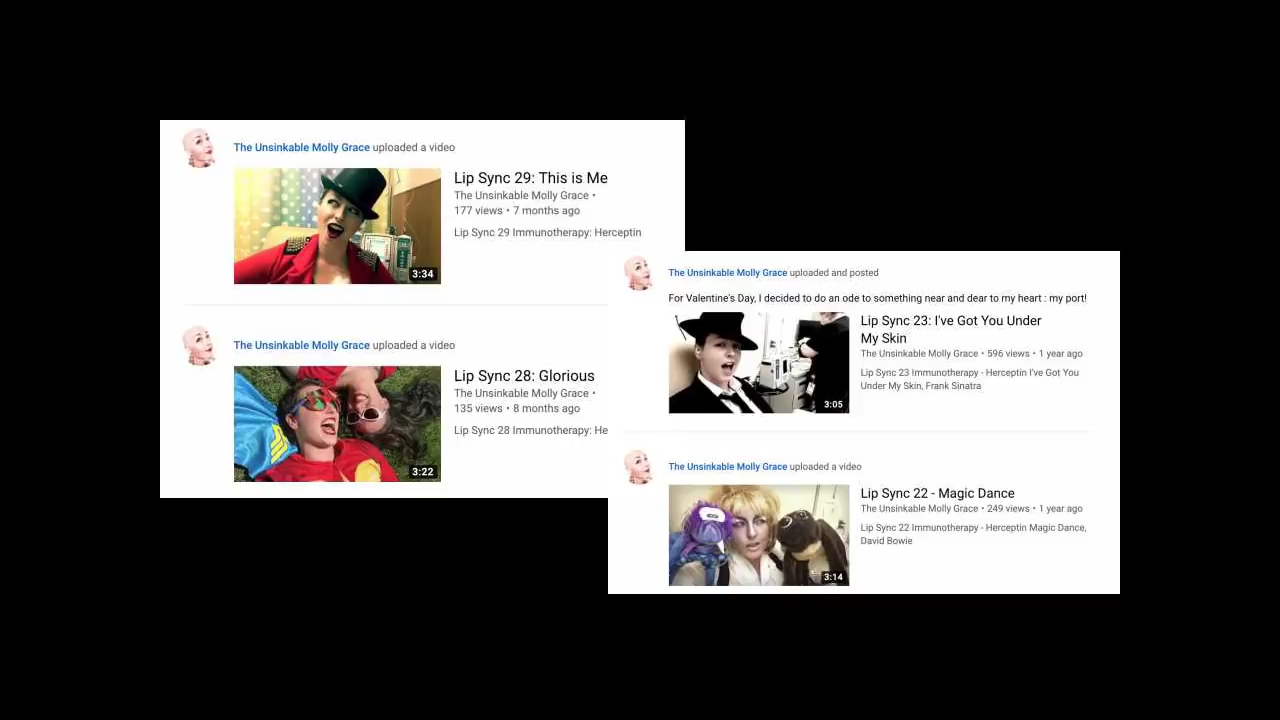 The Unsinkable Molly Grace uploaded a video
Lip Sync 29: This is Me
The Unsinkable Molly Grace •
177 views • 7 months ago
Lip Sync 29 Immunotherapy: Herceptin
3:34
The Unsinkable Molly Grace uploaded a video
Lip Sync 28: Glorious
The Unsinkable Molly Grace •
135 views • 8 months ago
Lip Sync 28 Immunotherapy: He
3:22
The Unsinkable Molly Grace uploaded and posted
For Valentine's Day, I decided to do an ode to something near and dear to my heart : my port!
Lip Sync 23: I've Got You Under
My Skin
The Unsinkable Molly Grace • 596 views • 1 year ago
Lip Sync 23 Immunotherapy - Herceptin I've Got You
Under My Skin, Frank Sinatra
3:05
The Unsinkable Molly Grace uploaded a video
Lip Sync 22 - Magic Dance
The Unsinkable Molly Grace • 249 views • 1 year ago
Lip Sync 22 Immunotherapy - Herceptin Magic Dance,
David Bowie
3:14